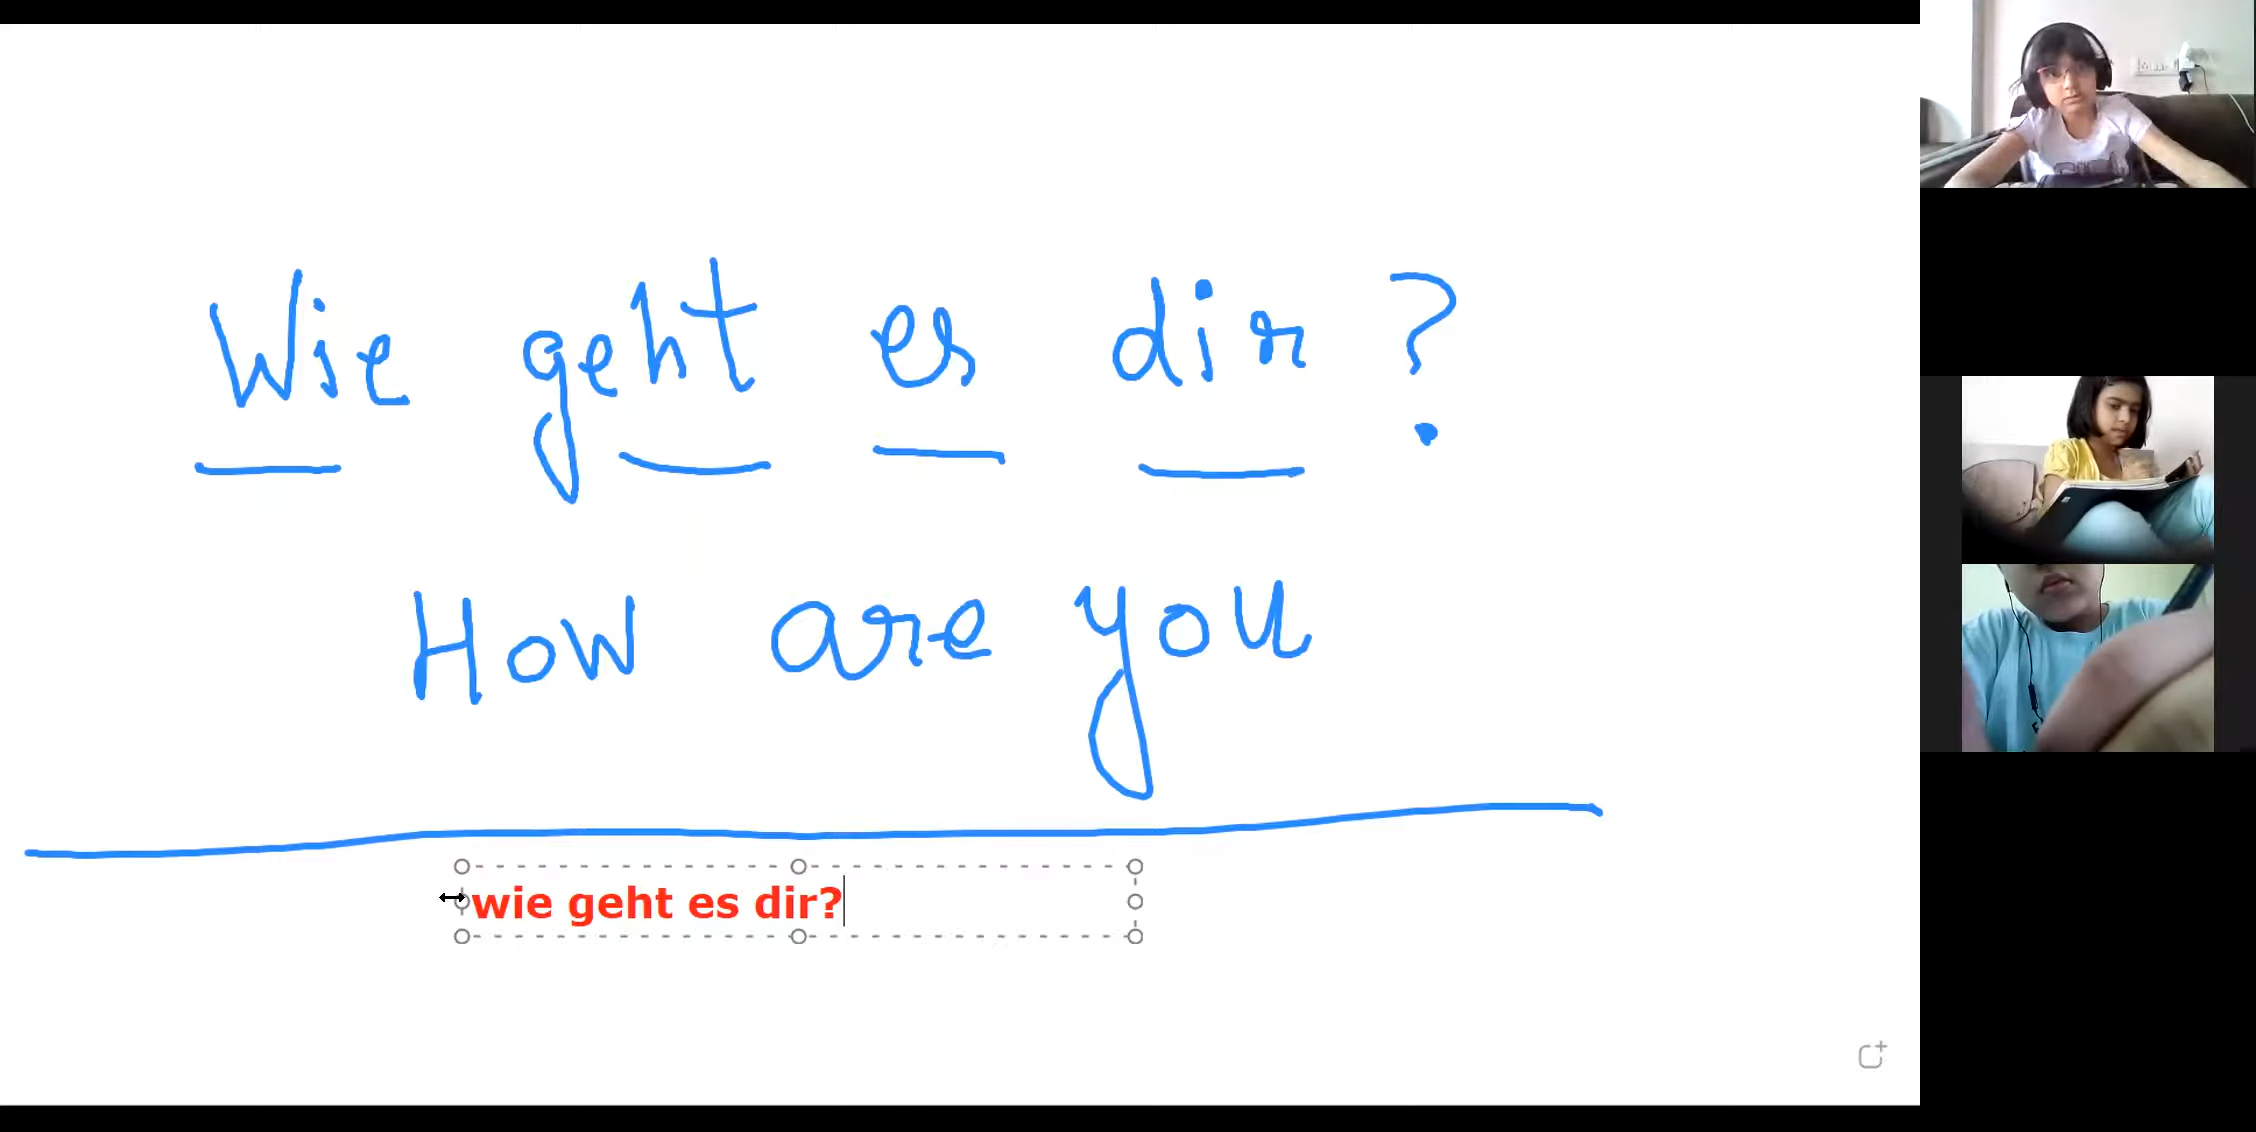 Wie geht es dir?
How are you
wie geht es dir?